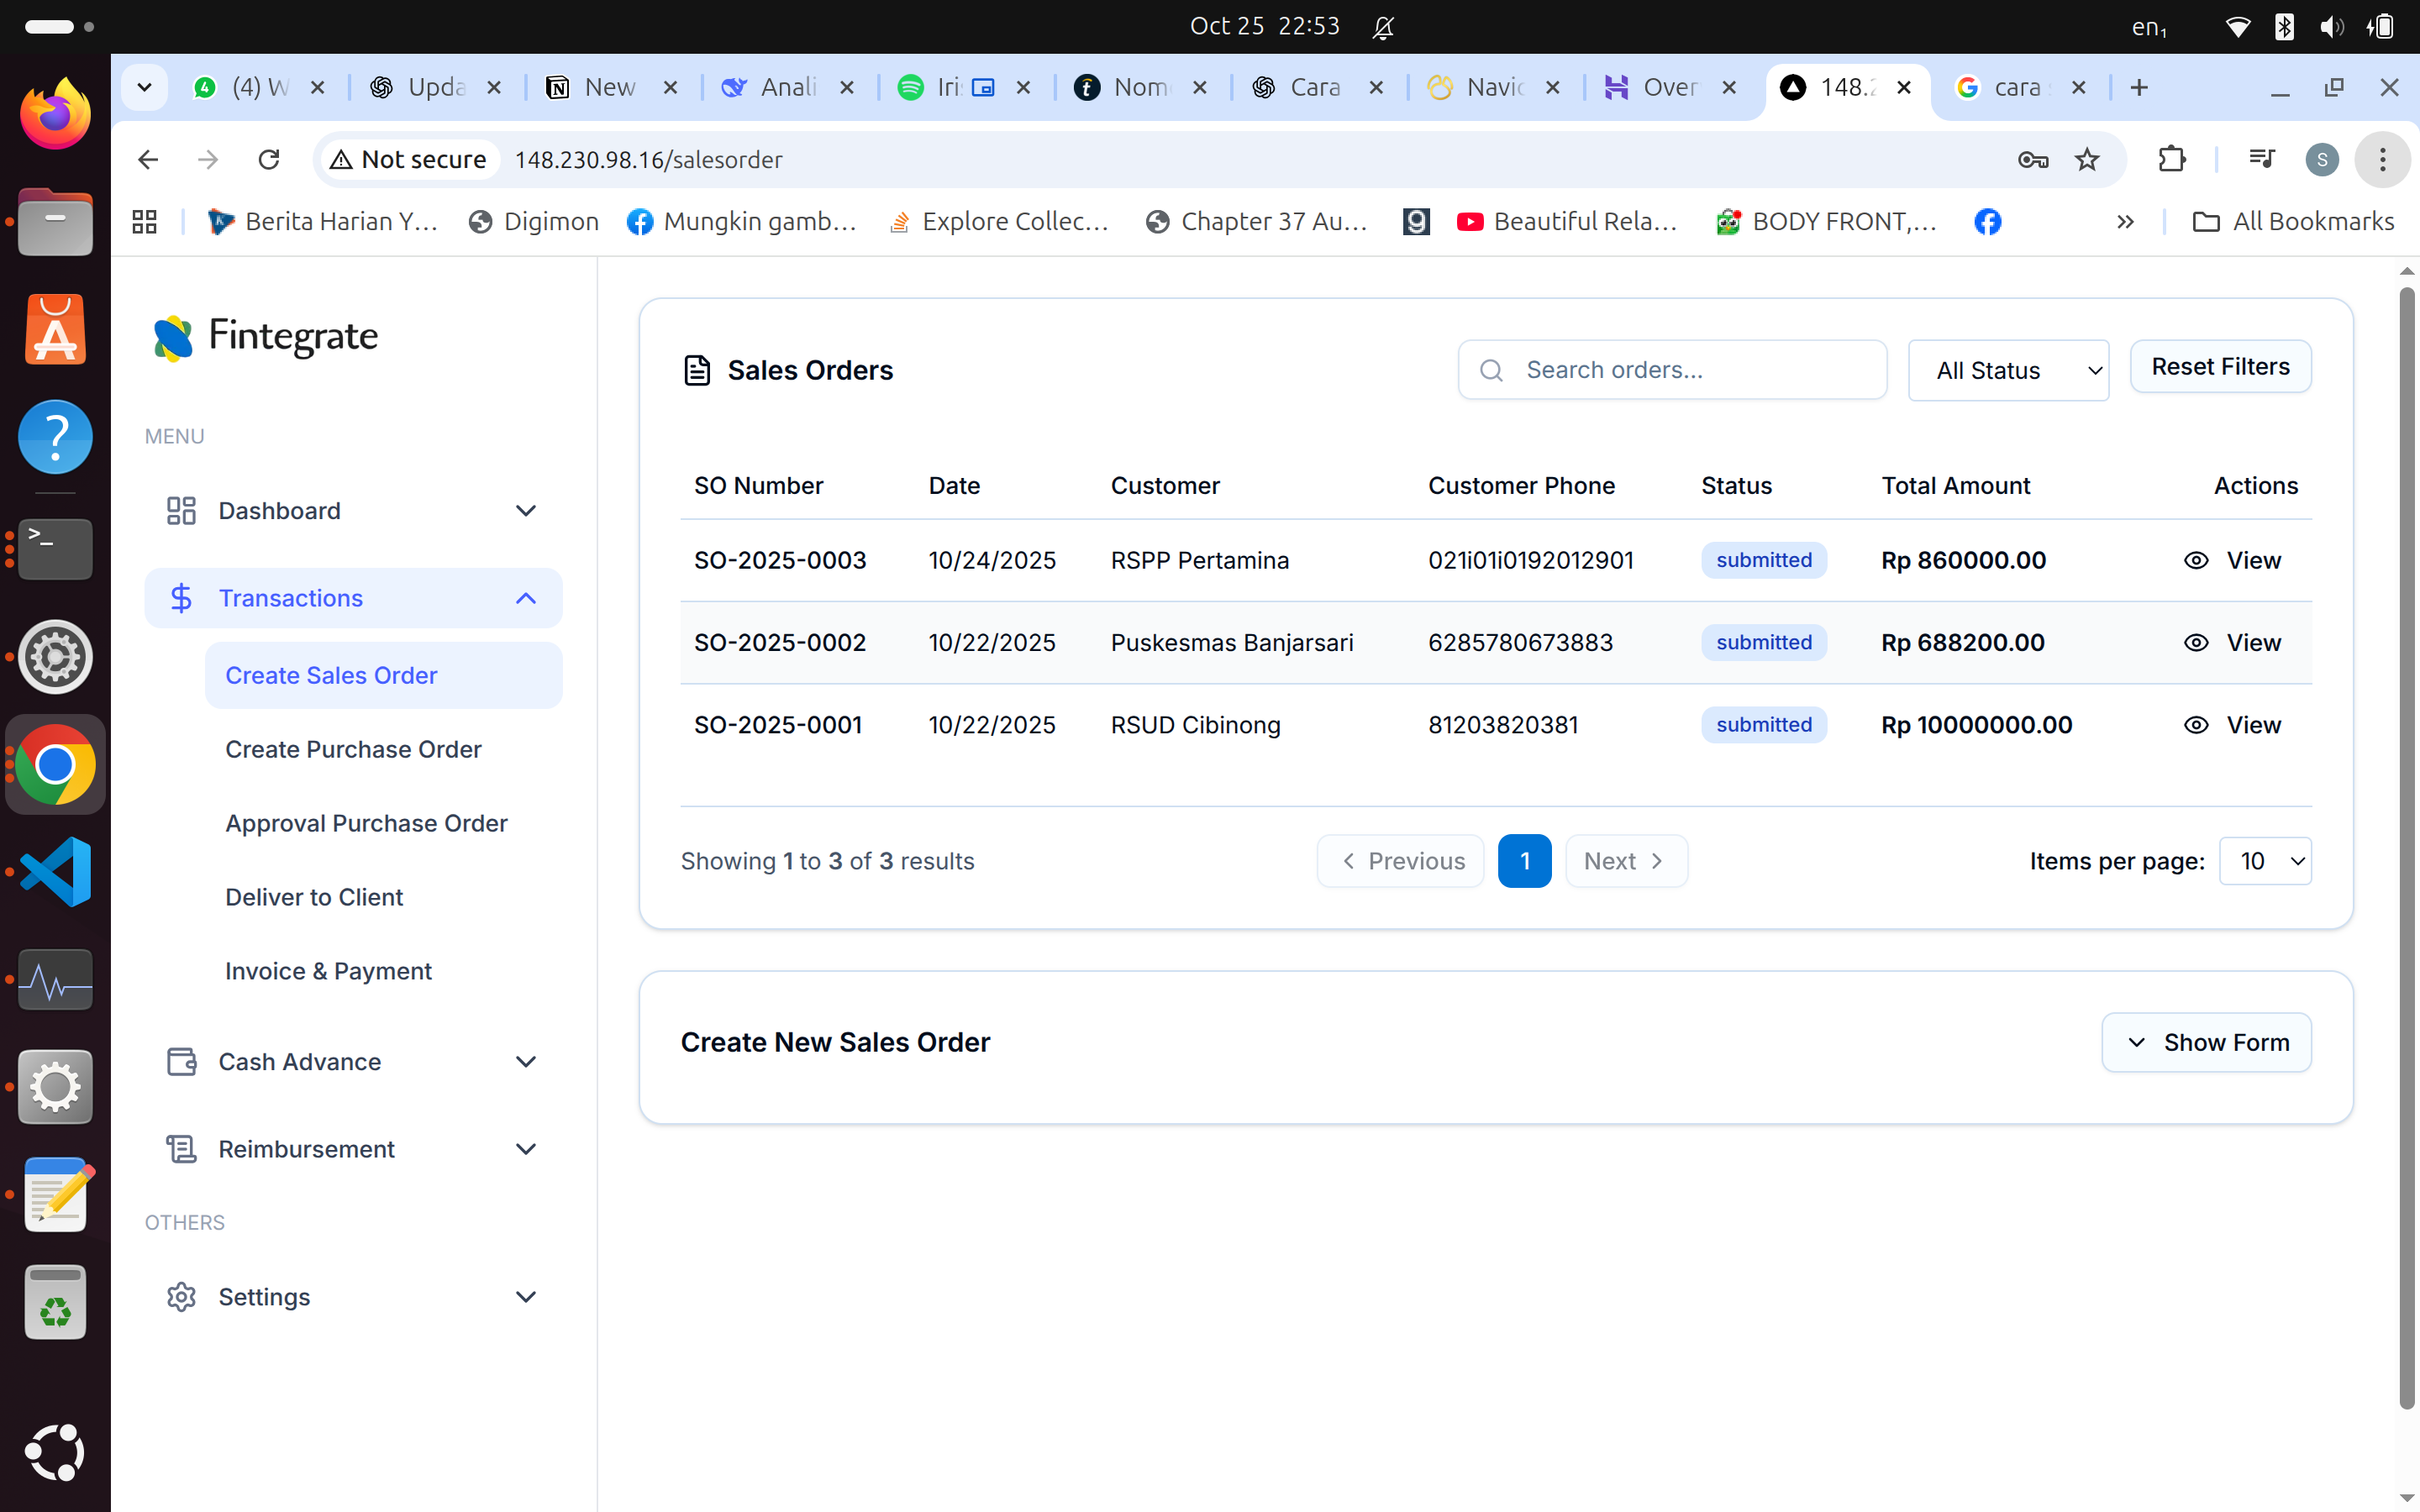 Oct 25 22:53
en₁
(4) W
Upda
New
Anali
Iri
Nom
Cara
Navic
Over
148.2
cara
Not secure
148.230.98.16/salesorder
S
Berita Harian Y...
Digimon
Mungkin gamb...
Explore Collec...
Chapter 37 Au...
Beautiful Rela...
BODY FRONT,...
All Bookmarks
Fintegrate
MENU
Dashboard
Transactions
Create Sales Order
Create Purchase Order
Approval Purchase Order
Deliver to Client
Invoice & Payment
Cash Advance
Reimbursement
OTHERS
Settings
Sales Orders
Search orders...
All Status
Reset Filters
SO Number Date Customer Customer Phone Status Total Amount Actions
SO-2025-0003 10/24/2025 RSPP Pertamina 021i01i0192012901 submitted Rp 860000.00 View
SO-2025-0002 10/22/2025 Puskesmas Banjarsari 6285780673883 submitted Rp 688200.00 View
SO-2025-0001 10/22/2025 RSUD Cibinong 81203820381 submitted Rp 10000000.00 View
Showing 1 to 3 of 3 results
Previous 1 Next
Items per page: 10
Create New Sales Order
Show Form